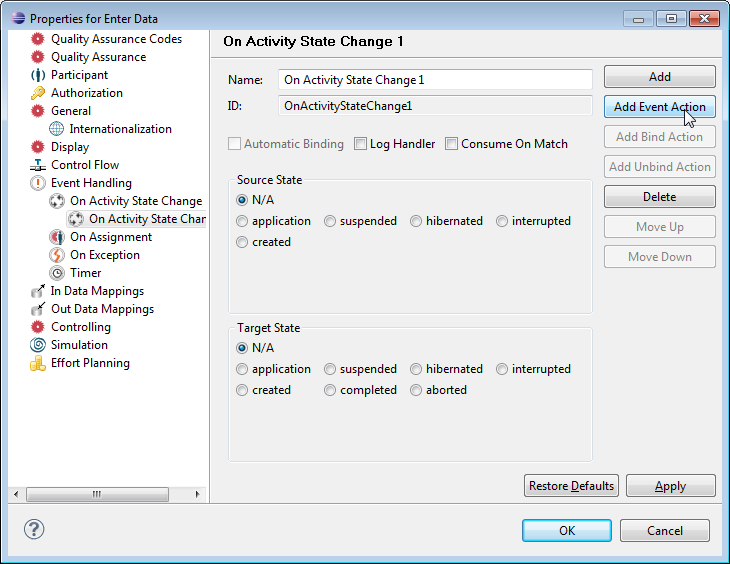 Properties for Enter Data
Quality Assurance Codes
Quality Assurance
Participant
Authorization
General
Internationalization
Display
Control Flow
Event Handling
On Activity State Change
On Activity State Char
On Assignment
On Exception
Timer
In Data Mappings
Out Data Mappings
Controlling
Simulation
Effort Planning
On Activity State Change 1
Name: On Activity State Change 1
ID: OnActivityStateChange1
Automatic Binding Log Handler Consume On Match
Source State
N/A
application suspended hibernated interrupted
created
Target State
N/A
application suspended hibernated interrupted
created completed aborted
Add
Add Event Action
Add Bind Action
Add Unbind Action
Delete
Move Up
Move Down
Restore Defaults Apply
? OK Cancel